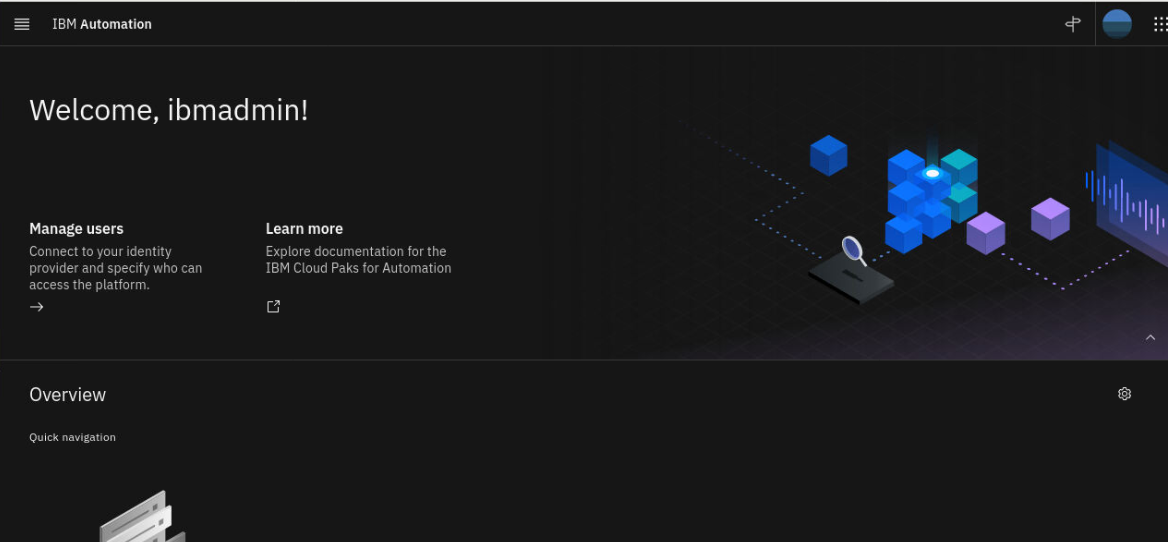 IBM Automation
Welcome, ibmadmin!
Manage users
Connect to your identity
provider and specify who can
access the platform.
Learn more
Explore documentation for the
IBM Cloud Paks for Automation
Overview
Quick navigation